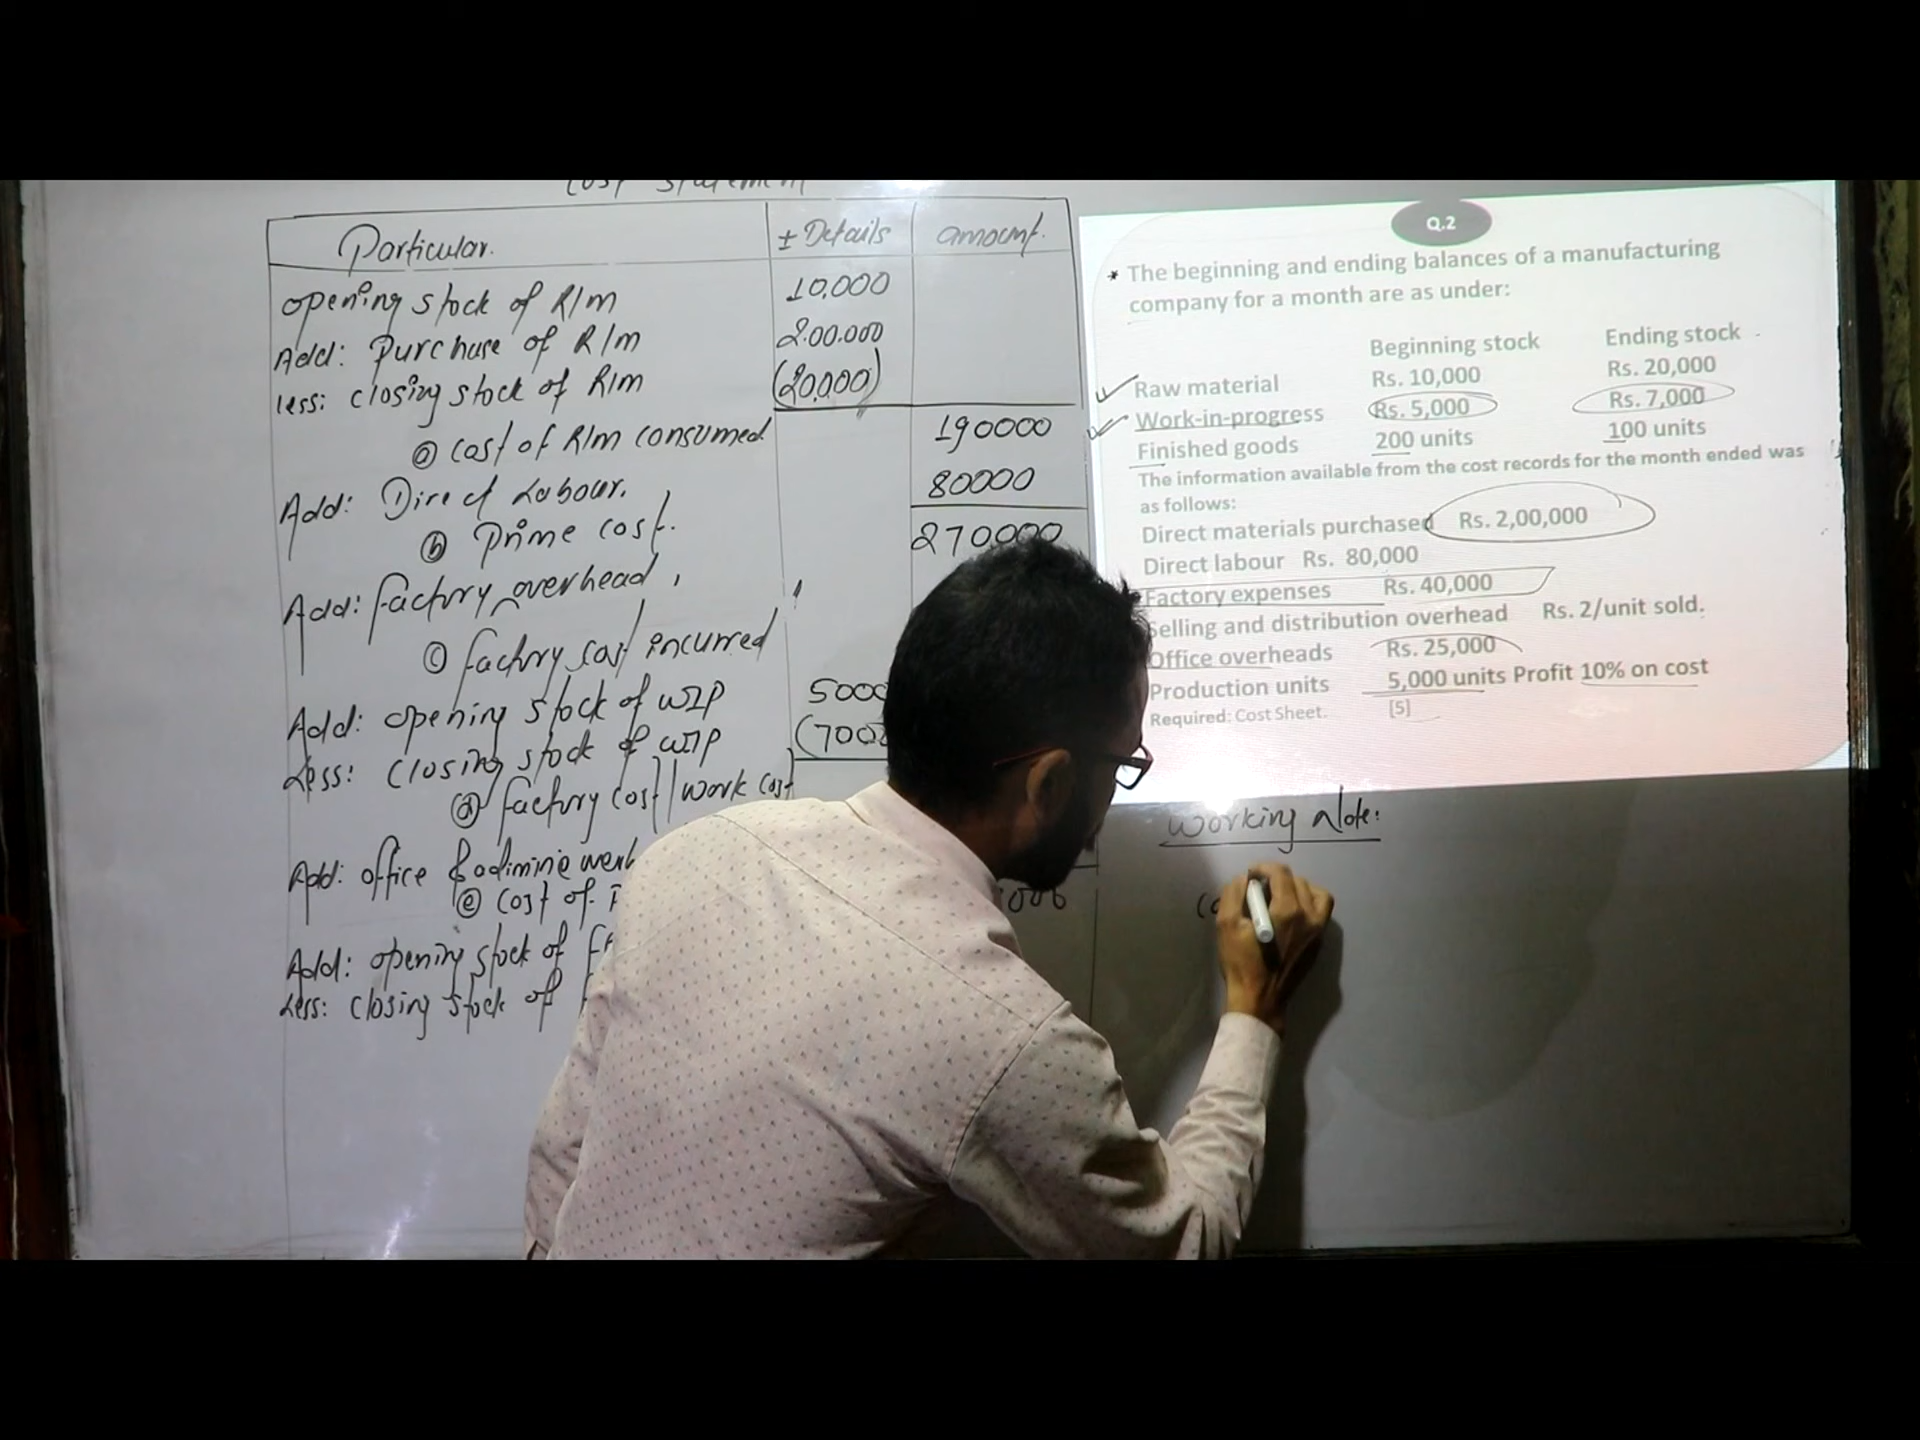 Cost Statement
Particular.
± Details
amount.
opening stock of R/m
10,000
Add: Purchase of R/m
2.00.000
Less: closing stock of R/m
(20,000)
(a) cost of R/m consumed
190000
Add: Direct Labour.
80000
(b) Prime cost.
270000
Add: factory overhead,
(c) factory cost incurred
Add: opening stock of WIP
5000
Less: closing stock of WIP
(7000
(d) factory cost/work cost
Add: office &
(e) cost of
Add: opening stock of
Less: closing stock of
Q.2
* The beginning and ending balances of a manufacturing
company for a month are as under:
Beginning stock Ending stock
Raw material Rs. 10,000 Rs. 20,000
Work-in-progress Rs. 5,000 Rs. 7,000
Finished goods 200 units 100 units
The information available from the cost records for the month ended was
as follows:
Direct materials purchased Rs. 2,00,000
Direct labour Rs. 80,000
Factory expenses Rs. 40,000
Selling and distribution overhead Rs. 2/unit sold.
Office overheads Rs. 25,000
Production units 5,000 units Profit 10% on cost
Required: Cost Sheet. [5]
Working Note: